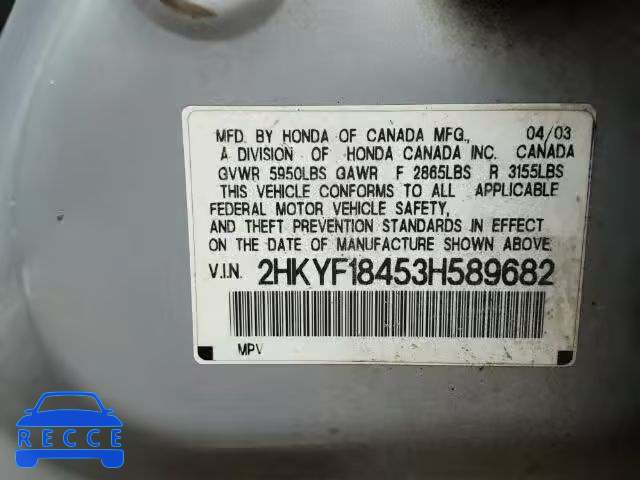 MFD. BY HONDA OF CANADA MFG., 04/03
A DIVISION OF HONDA CANADA INC. CANADA
GVWR 5950LBS GAWR F 2865LBS R 3155LBS
THIS VEHICLE CONFORMS TO ALL APPLICABLE
FEDERAL MOTOR VEHICLE SAFETY,
AND THEFT PREVENTION STANDARDS IN EFFECT
ON THE DATE OF MANUFACTURE SHOWN ABOVE.
V.I.N. 2HKYF18453H589682
MPV
RECCE